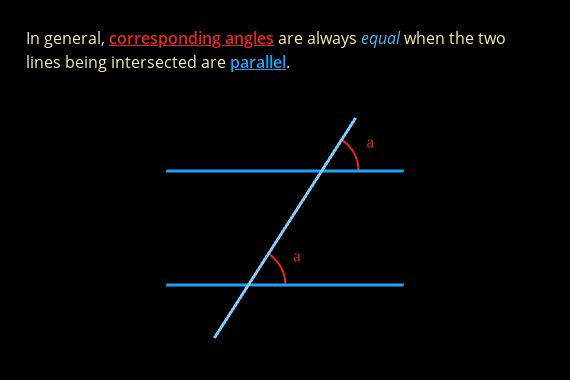 In general, corresponding angles are always equal when the two
lines being intersected are parallel.
a
a